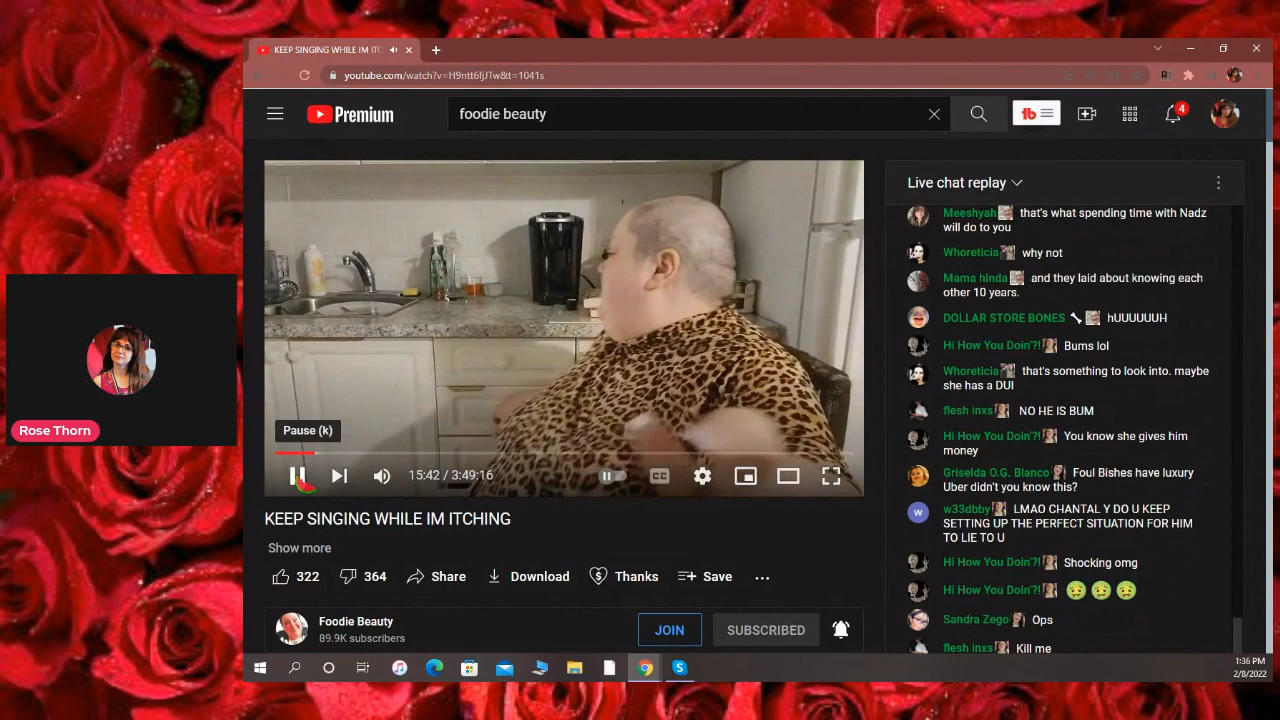 KEEP SINGING WHILE IM ITC
youtube.com/watch?v=H9ntt6fjJTw&t=1041s
Premium
foodie beauty
4
Live chat replay
Meeshyah that's what spending time with Nadz
will do to you
Whoreticia why not
Mama hinda and they laid about knowing each
other 10 years.
DOLLAR STORE BONES hUUUUUUH
Hi How You Doin'?! Bums lol
Whoreticia that's something to look into. maybe
she has a DUI
flesh inxs NO HE IS BUM
Hi How You Doin'?! You know she gives him
money
Griselda O.G. Blanco Foul Bishes have luxury
Uber didn't you know this?
w33dbby LMAO CHANTAL Y DO U KEEP
SETTING UP THE PERFECT SITUATION FOR HIM
TO LIE TO U
Hi How You Doin'?! Shocking omg
Hi How You Doin'?! 🤢🤢🤢
Sandra Zego Ops
flesh inxs Kill me
Rose Thorn
Pause (k)
15:42 / 3:49:16
KEEP SINGING WHILE IM ITCHING
Show more
322 364 Share Download Thanks Save
Foodie Beauty
89.9K subscribers
JOIN SUBSCRIBED
1:36 PM
2/8/2022